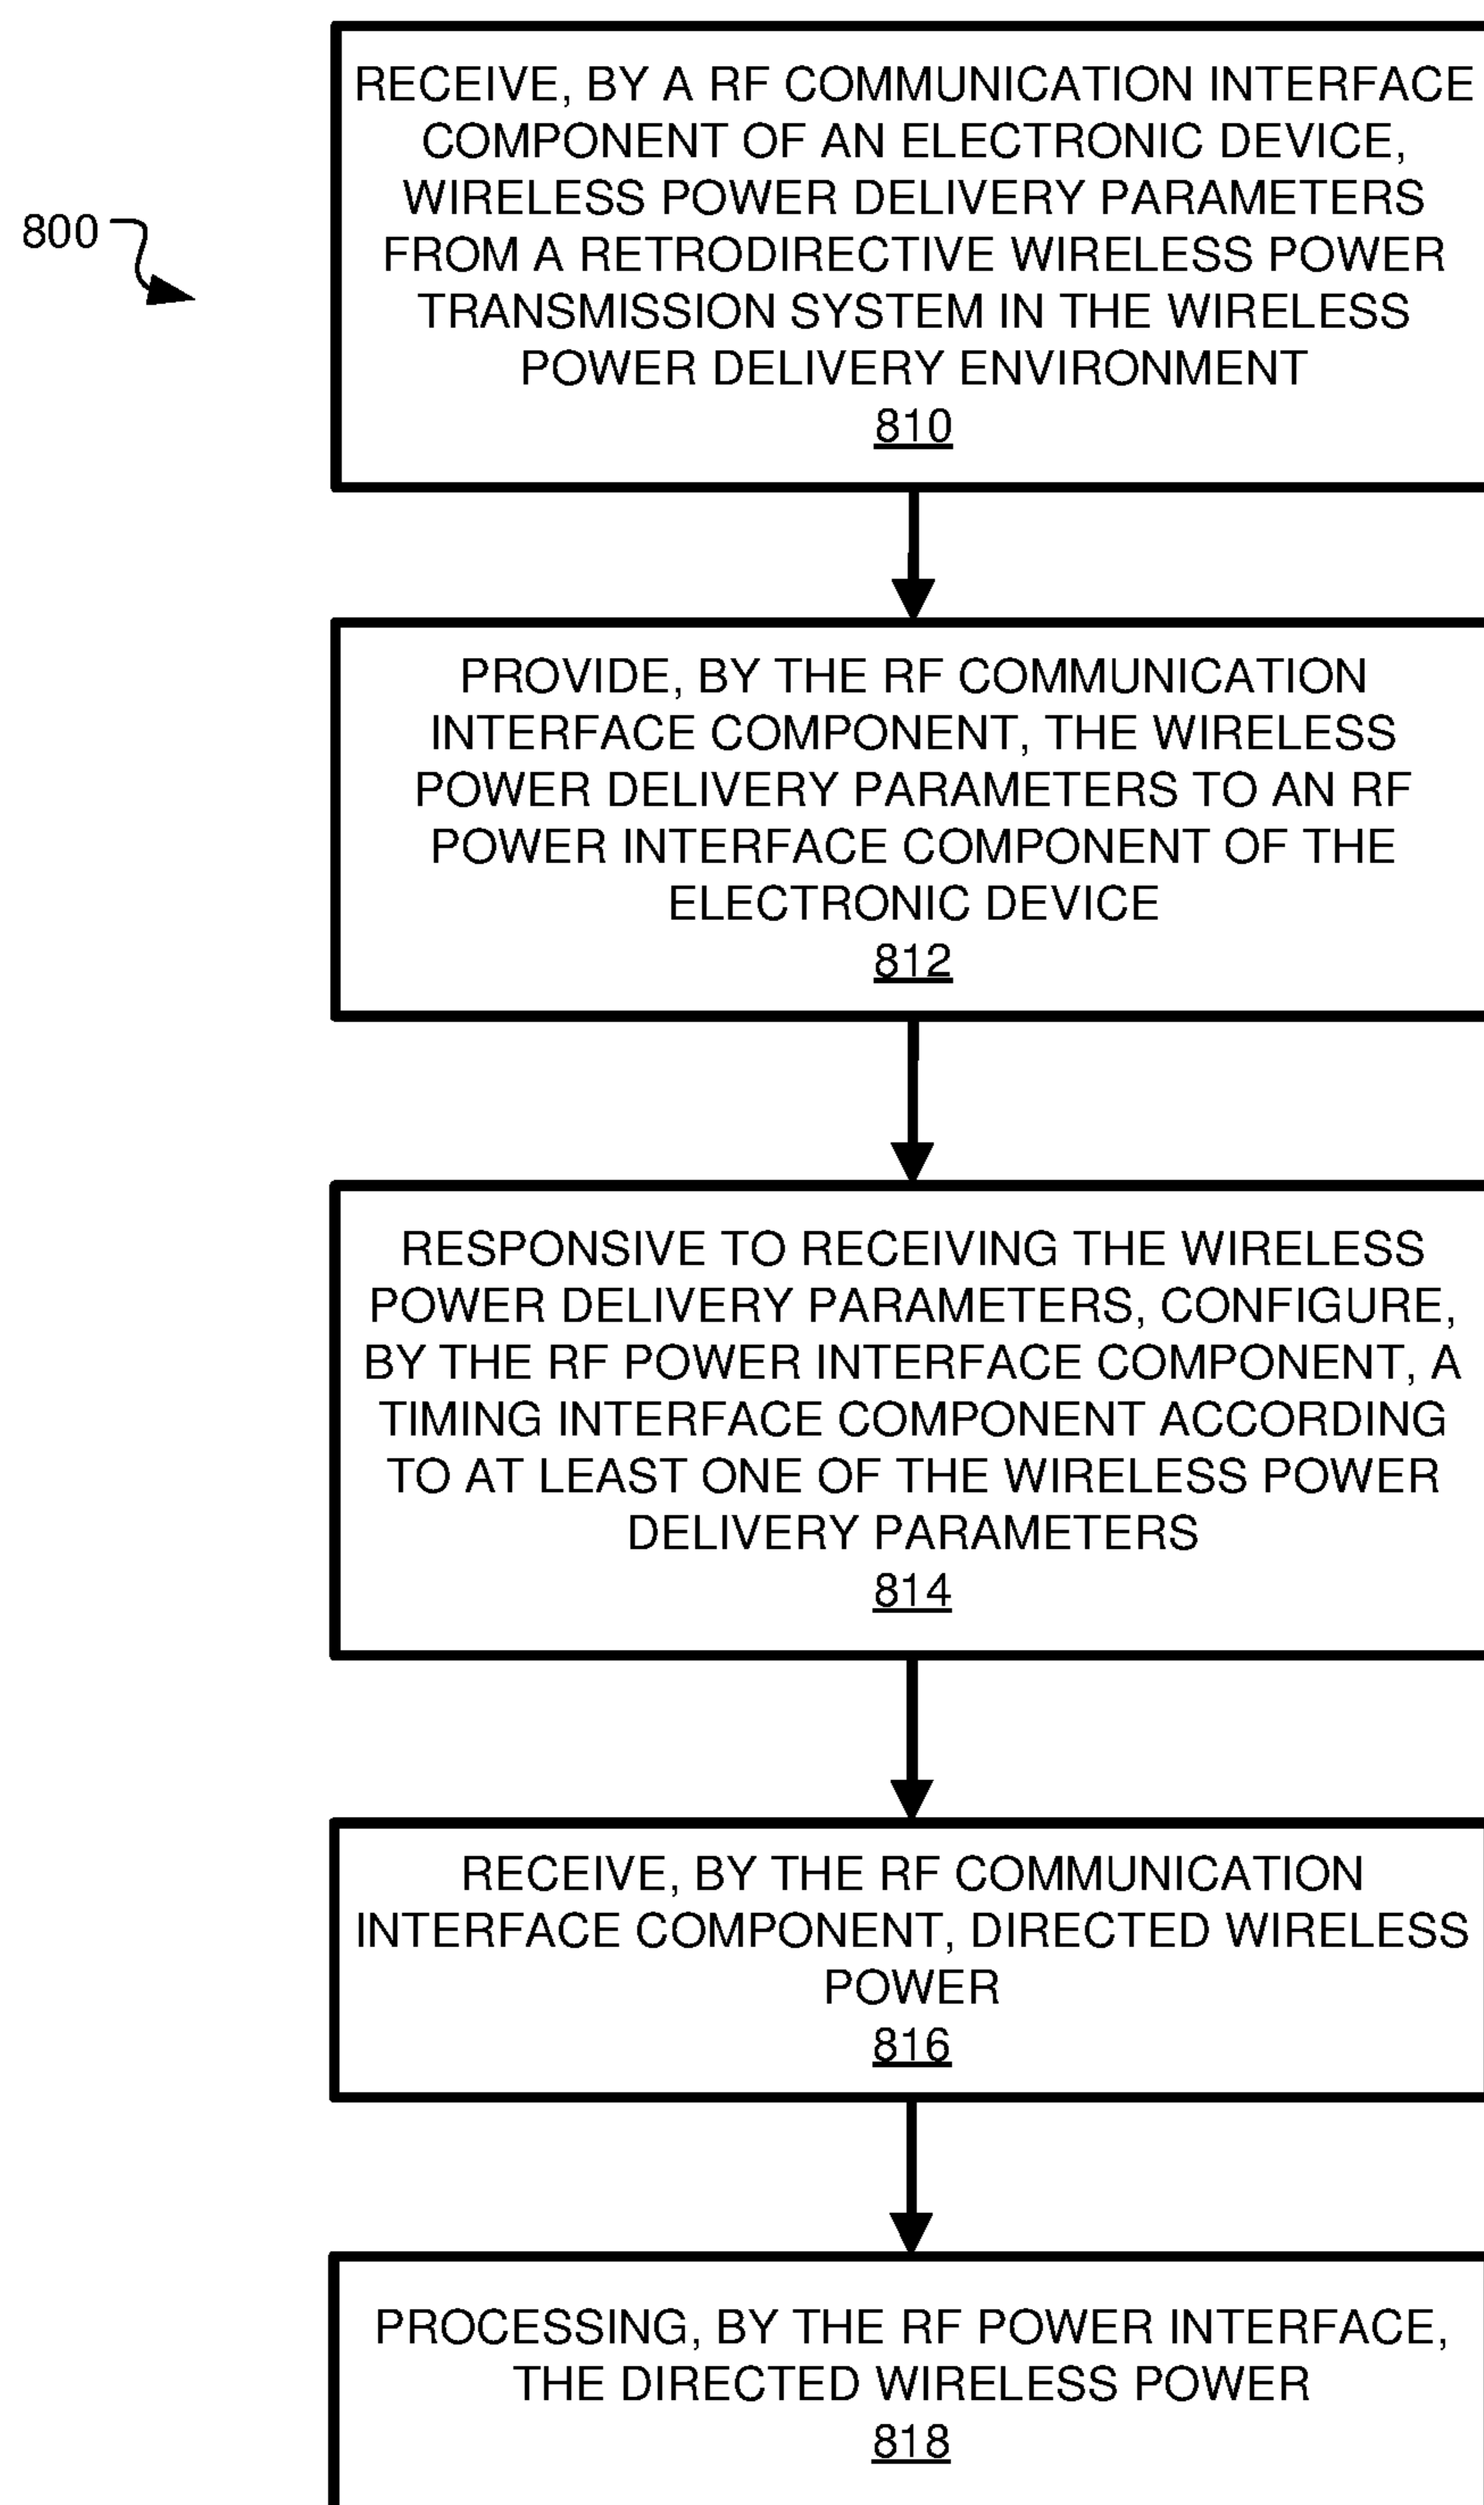 800
RECEIVE, BY A RF COMMUNICATION INTERFACE
COMPONENT OF AN ELECTRONIC DEVICE,
WIRELESS POWER DELIVERY PARAMETERS
FROM A RETRODIRECTIVE WIRELESS POWER
TRANSMISSION SYSTEM IN THE WIRELESS
POWER DELIVERY ENVIRONMENT
810
PROVIDE, BY THE RF COMMUNICATION
INTERFACE COMPONENT, THE WIRELESS
POWER DELIVERY PARAMETERS TO AN RF
POWER INTERFACE COMPONENT OF THE
ELECTRONIC DEVICE
812
RESPONSIVE TO RECEIVING THE WIRELESS
POWER DELIVERY PARAMETERS, CONFIGURE,
BY THE RF POWER INTERFACE COMPONENT, A
TIMING INTERFACE COMPONENT ACCORDING
TO AT LEAST ONE OF THE WIRELESS POWER
DELIVERY PARAMETERS
814
RECEIVE, BY THE RF COMMUNICATION
INTERFACE COMPONENT, DIRECTED WIRELESS
POWER
816
PROCESSING, BY THE RF POWER INTERFACE,
THE DIRECTED WIRELESS POWER
818